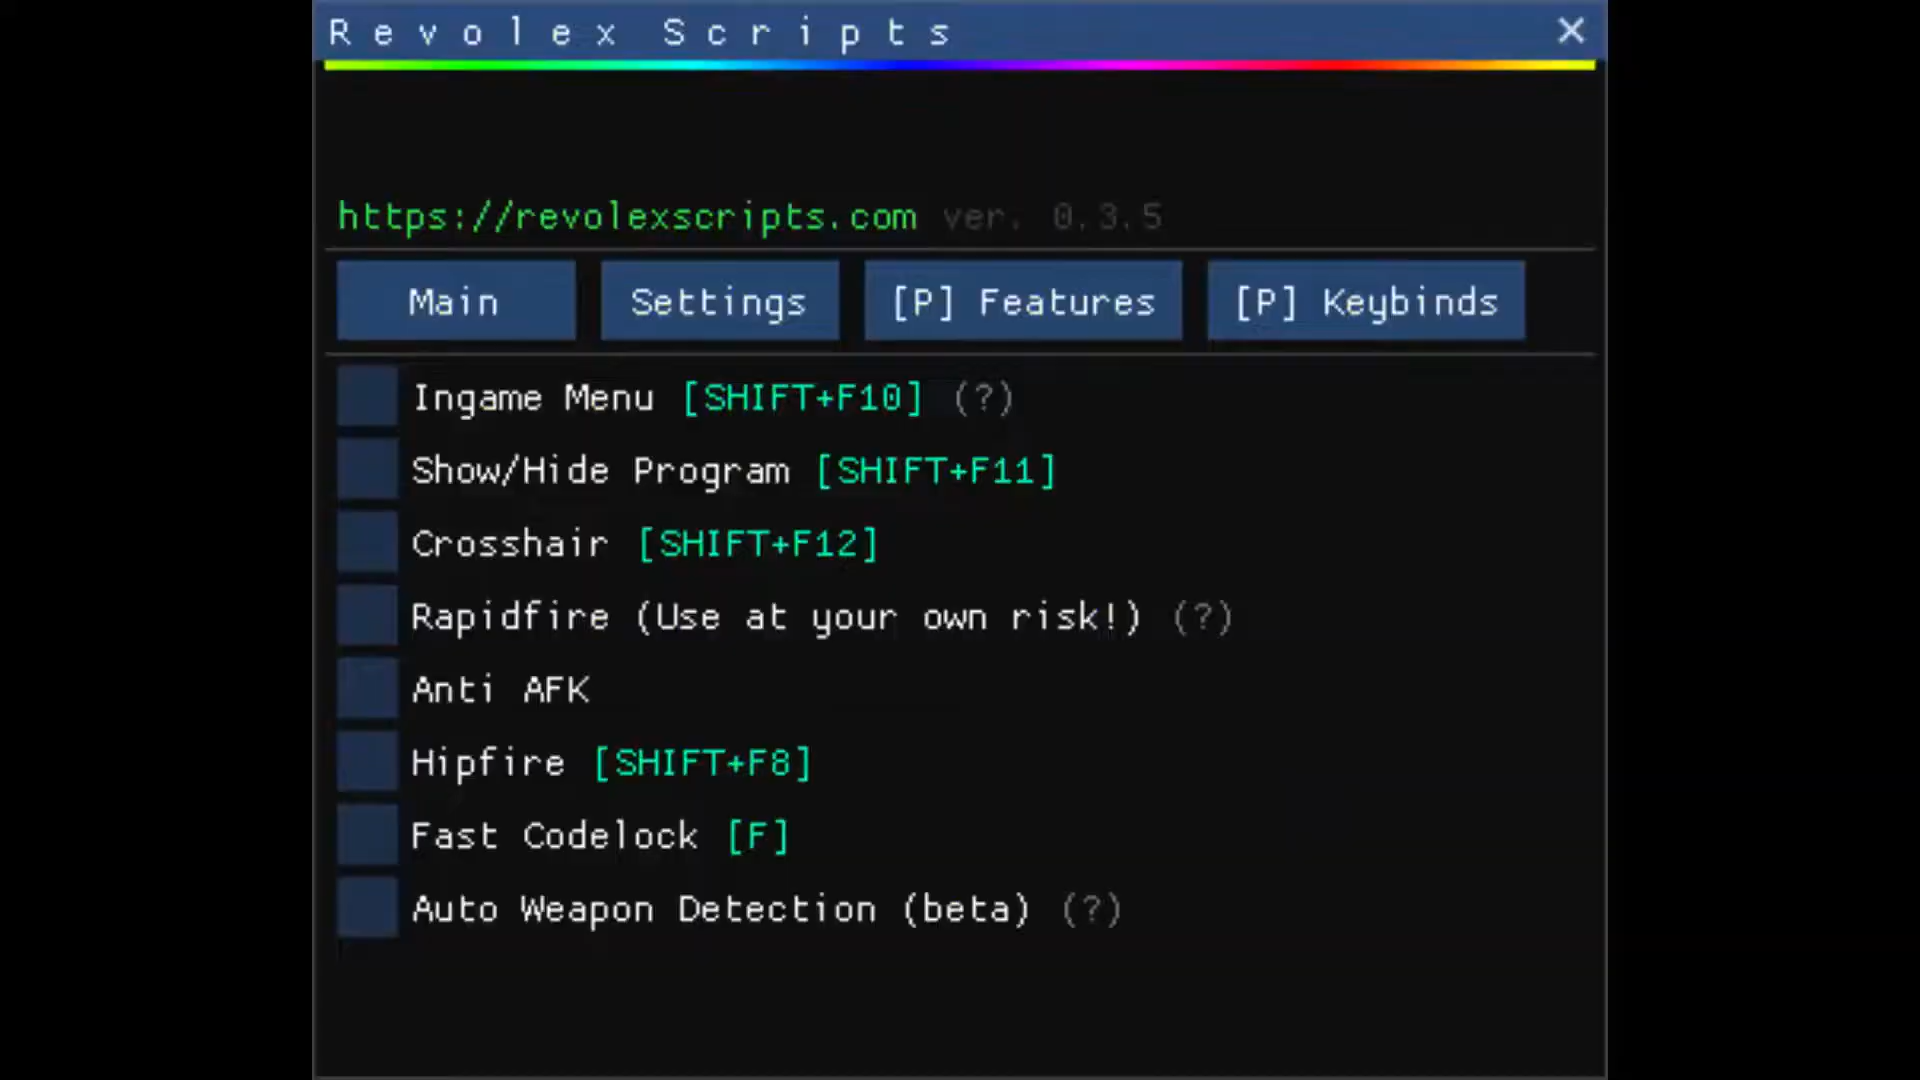 Revolex Scripts
https://revolexscripts.com ver. 0.3.5
Main Settings [P] Features [P] Keybinds
Ingame Menu [SHIFT+F10] (?)
Show/Hide Program [SHIFT+F11]
Crosshair [SHIFT+F12]
Rapidfire (Use at your own risk!) (?)
Anti AFK
Hipfire [SHIFT+F8]
Fast Codelock [F]
Auto Weapon Detection (beta) (?)